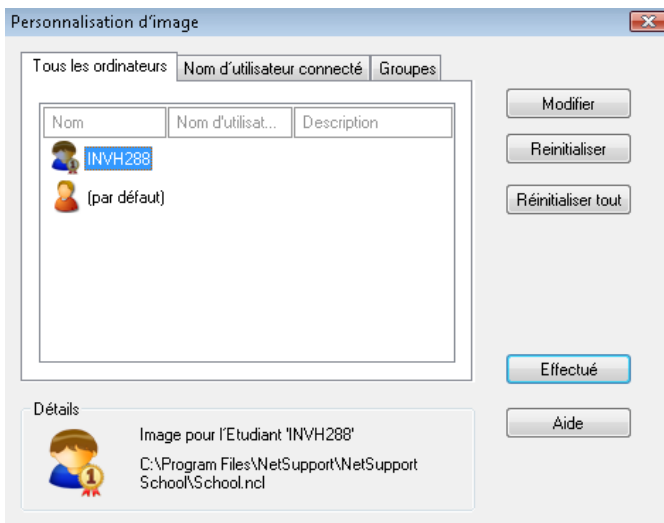 Personnalisation d'image
Tous les ordinateurs
Nom d'utilisateur connecté
Groupes
Nom
Nom d'utilisat...
Description
INVH288
(par défaut)
Modifier
Reinitialiser
Réinitialiser tout
Effectué
Aide
Détails
Image pour l'Etudiant 'INVH288'
C:\Program Files\NetSupport\NetSupport
School\School.ncl